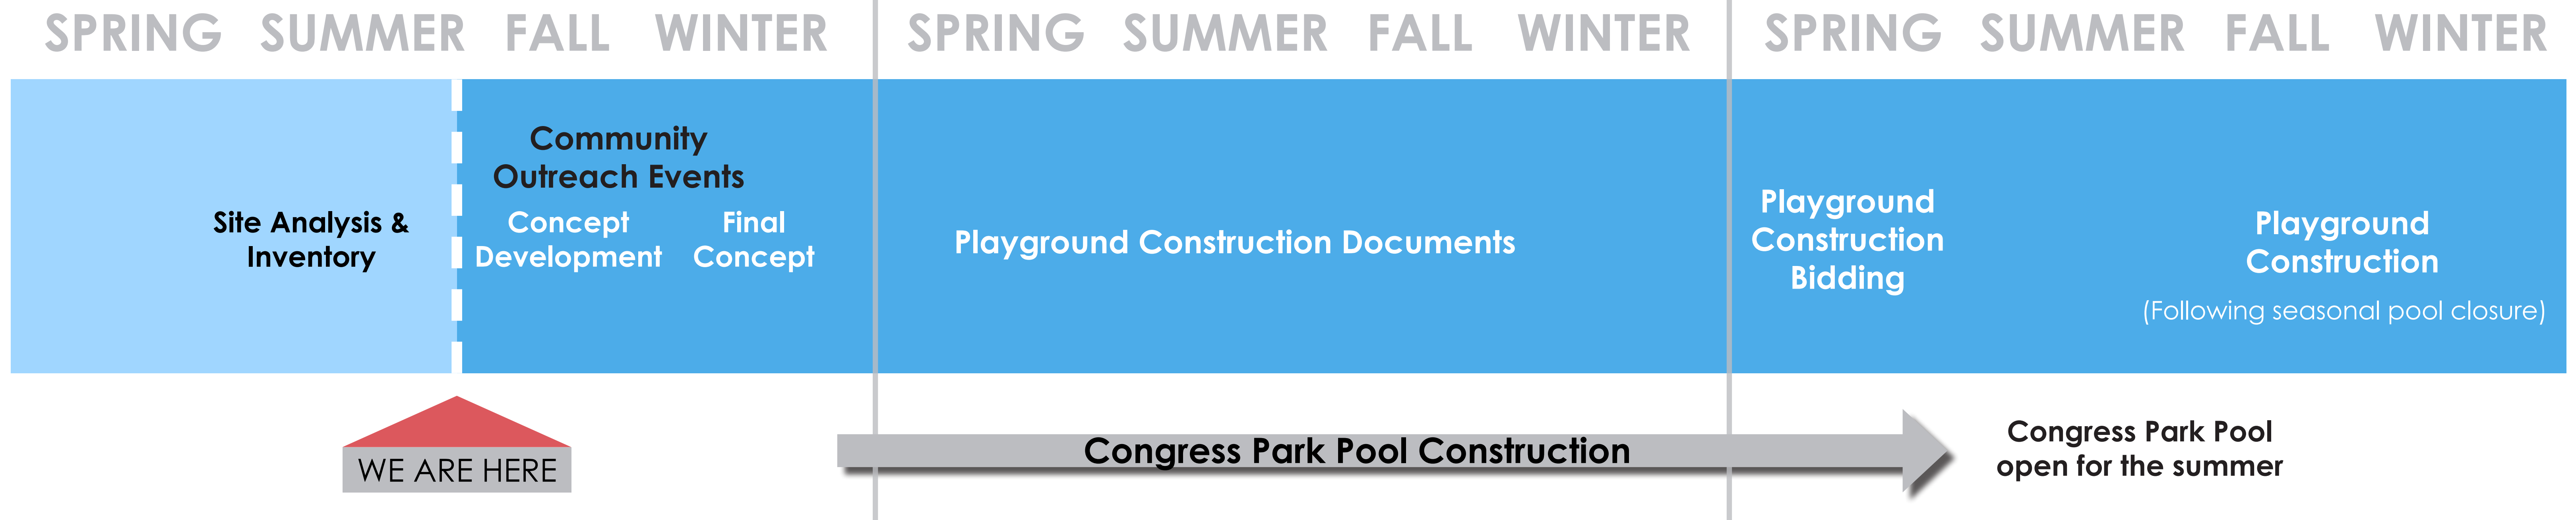 SPRING SUMMER FALL WINTER SPRING SUMMER FALL WINTER SPRING SUMMER FALL WINTER
Site Analysis &
Inventory
Community
Outreach Events
Concept
Development
Final
Concept
Playground Construction Documents
Playground
Construction
Bidding
Playground
Construction
(Following seasonal pool closure)
WE ARE HERE
Congress Park Pool Construction
Congress Park Pool
open for the summer